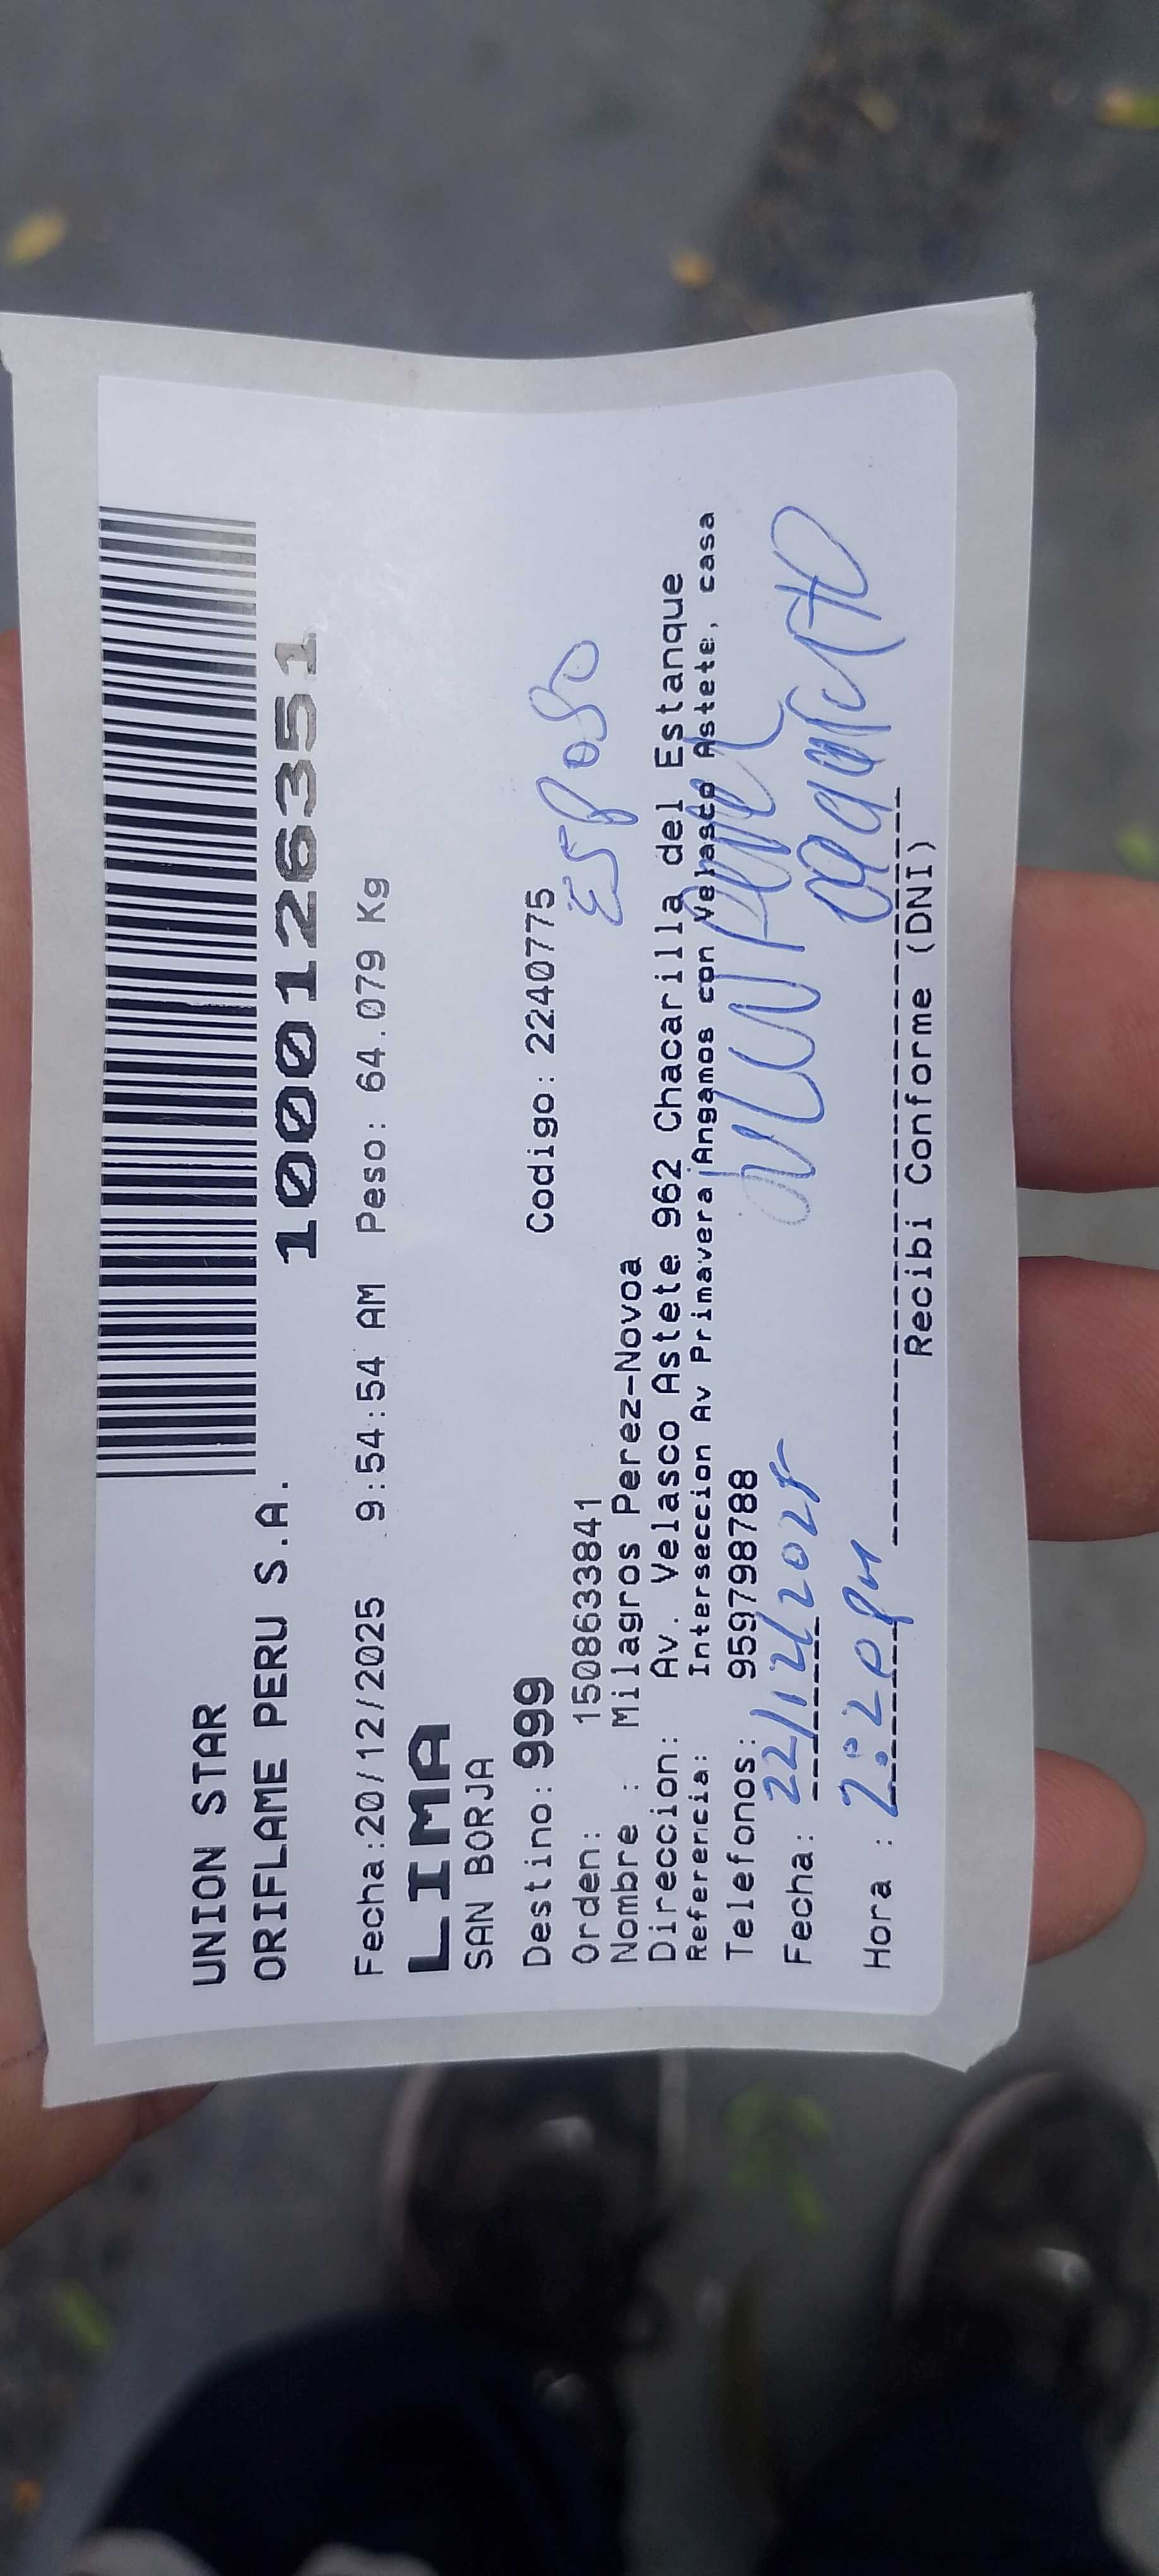 UNION STAR
ORIFLAME PERU S.A.
10001263511
Fecha:20/12/2025 9:54:54 AM Peso: 64.079 Kg
LIMA
SAN BORJA
Destino: 999 Codigo: 2240775
ESPOSO
Orden: 150863384​1
Nombre : Milagros Perez-Novoa
Direccion: Av. Velasco Astete 962 Chacarilla del Estanque
Referencia: Interseccion Av Primavera/Angamos con Velasco Astete, casa
Telefonos: 959798788
Fecha: 22/12/2025
Hora : 2:20pm
Recibi Conforme (DNI)